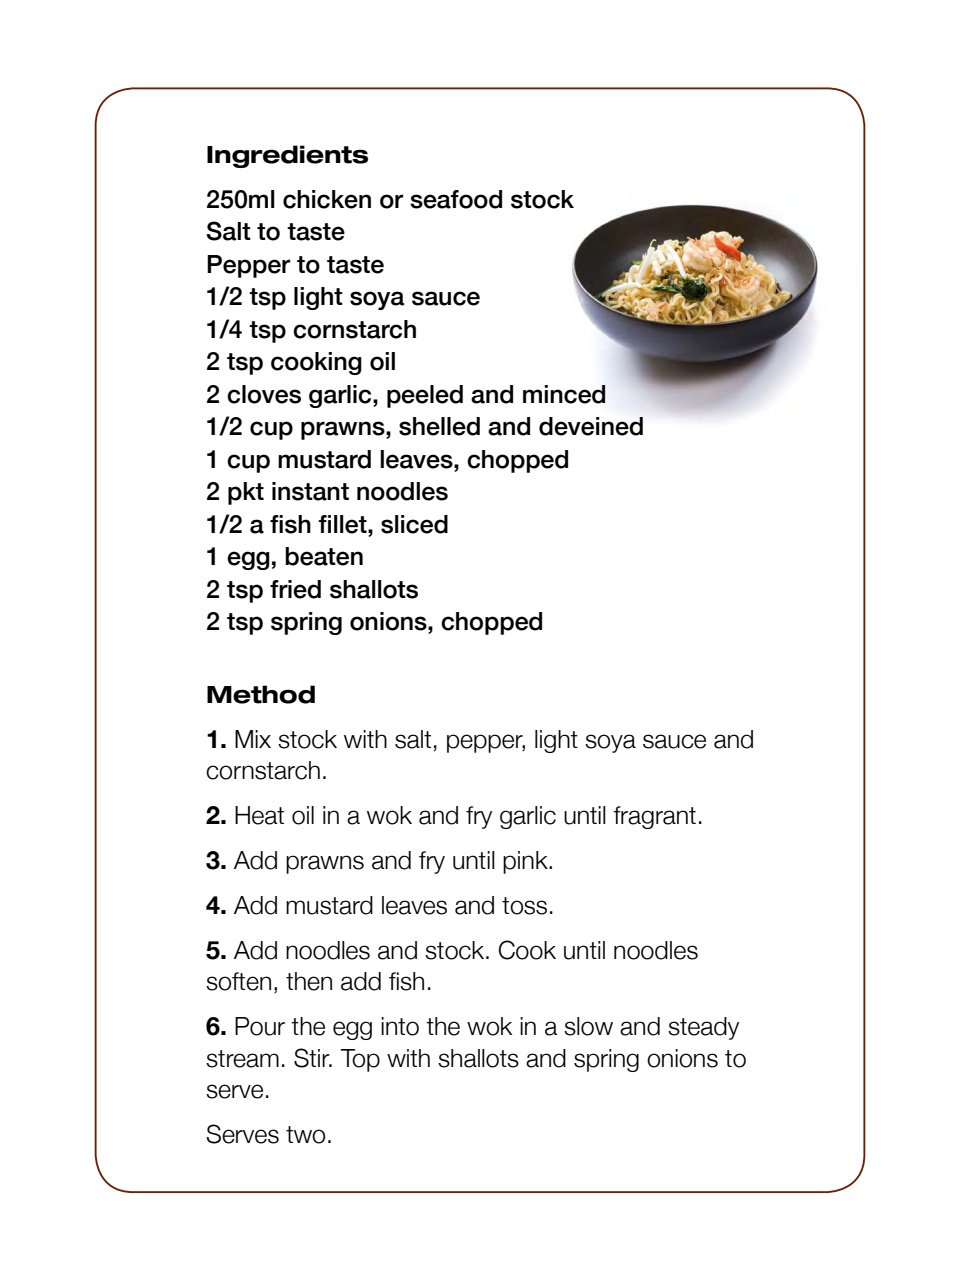 Ingredients
250ml chicken or seafood stock
Salt to taste
Pepper to taste
1/2 tsp light soya sauce
1/4 tsp cornstarch
2 tsp cooking oil
2 cloves garlic, peeled and minced
1/2 cup prawns, shelled and deveined
1 cup mustard leaves, chopped
2 pkt instant noodles
1/2 a fish fillet, sliced
1 egg, beaten
2 tsp fried shallots
2 tsp spring onions, chopped
Method
1. Mix stock with salt, pepper, light soya sauce and
cornstarch.
2. Heat oil in a wok and fry garlic until fragrant.
3. Add prawns and fry until pink.
4. Add mustard leaves and toss.
5. Add noodles and stock. Cook until noodles
soften, then add fish.
6. Pour the egg into the wok in a slow and steady
stream. Stir. Top with shallots and spring onions to
serve.
Serves two.